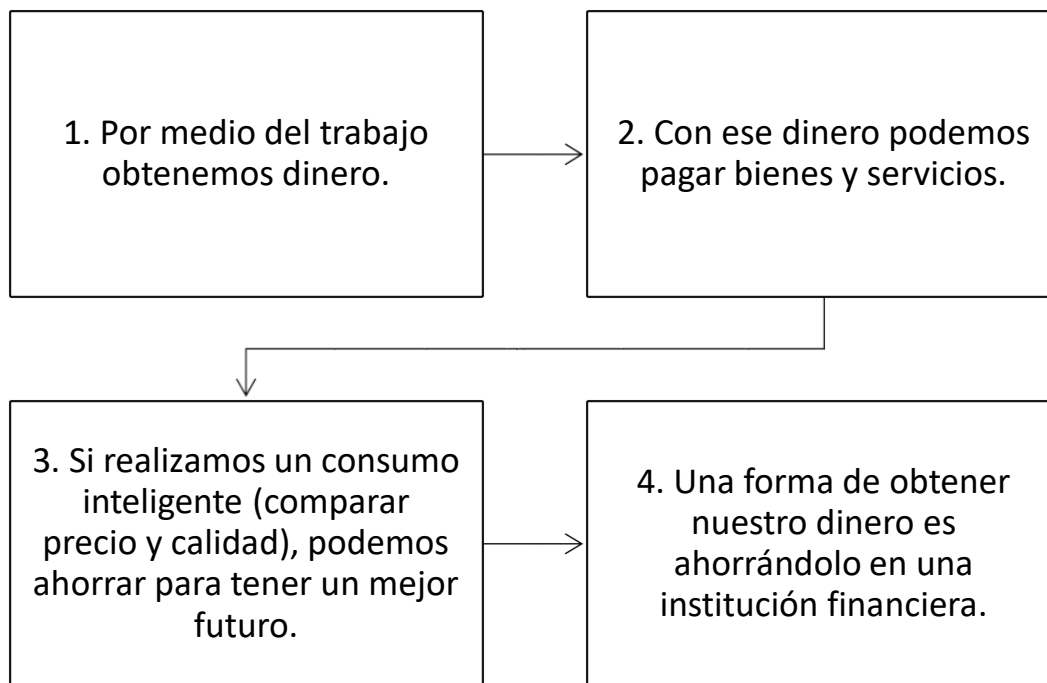 1. Por medio del trabajo
obtenemos dinero.
2. Con ese dinero podemos
pagar bienes y servicios.
3. Si realizamos un consumo
inteligente (comparar
precio y calidad), podemos
ahorrar para tener un mejor
futuro.
4. Una forma de obtener
nuestro dinero es
ahorrándolo en una
institución financiera.